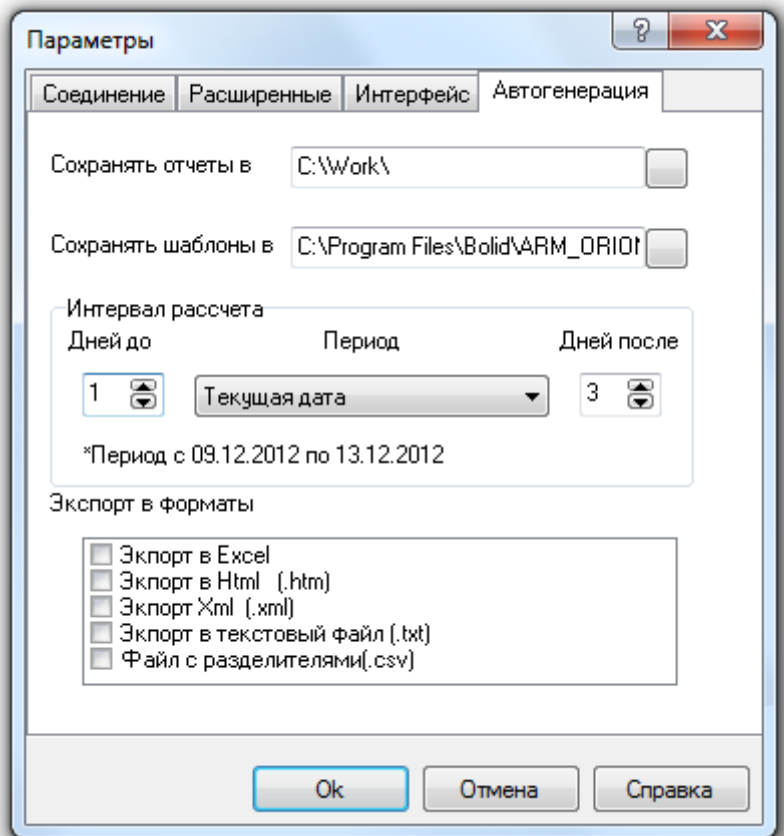 Параметры
Соединение Расширенные Интерфейс Автогенерация
Сохранять отчеты в C:\Work\
Сохранять шаблоны в C:\Program Files\Bolid\ARM_ORION
Интервал рассчета
Дней до Период Дней после
1 Текущая дата 3
*Период с 09.12.2012 по 13.12.2012
Экспорт в форматы
Экпорт в Excel
Экпорт в Html (.htm)
Экпорт Xml (.xml)
Экпорт в текстовый файл (.txt)
Файл с разделителями(.csv)
Ok Отмена Справка